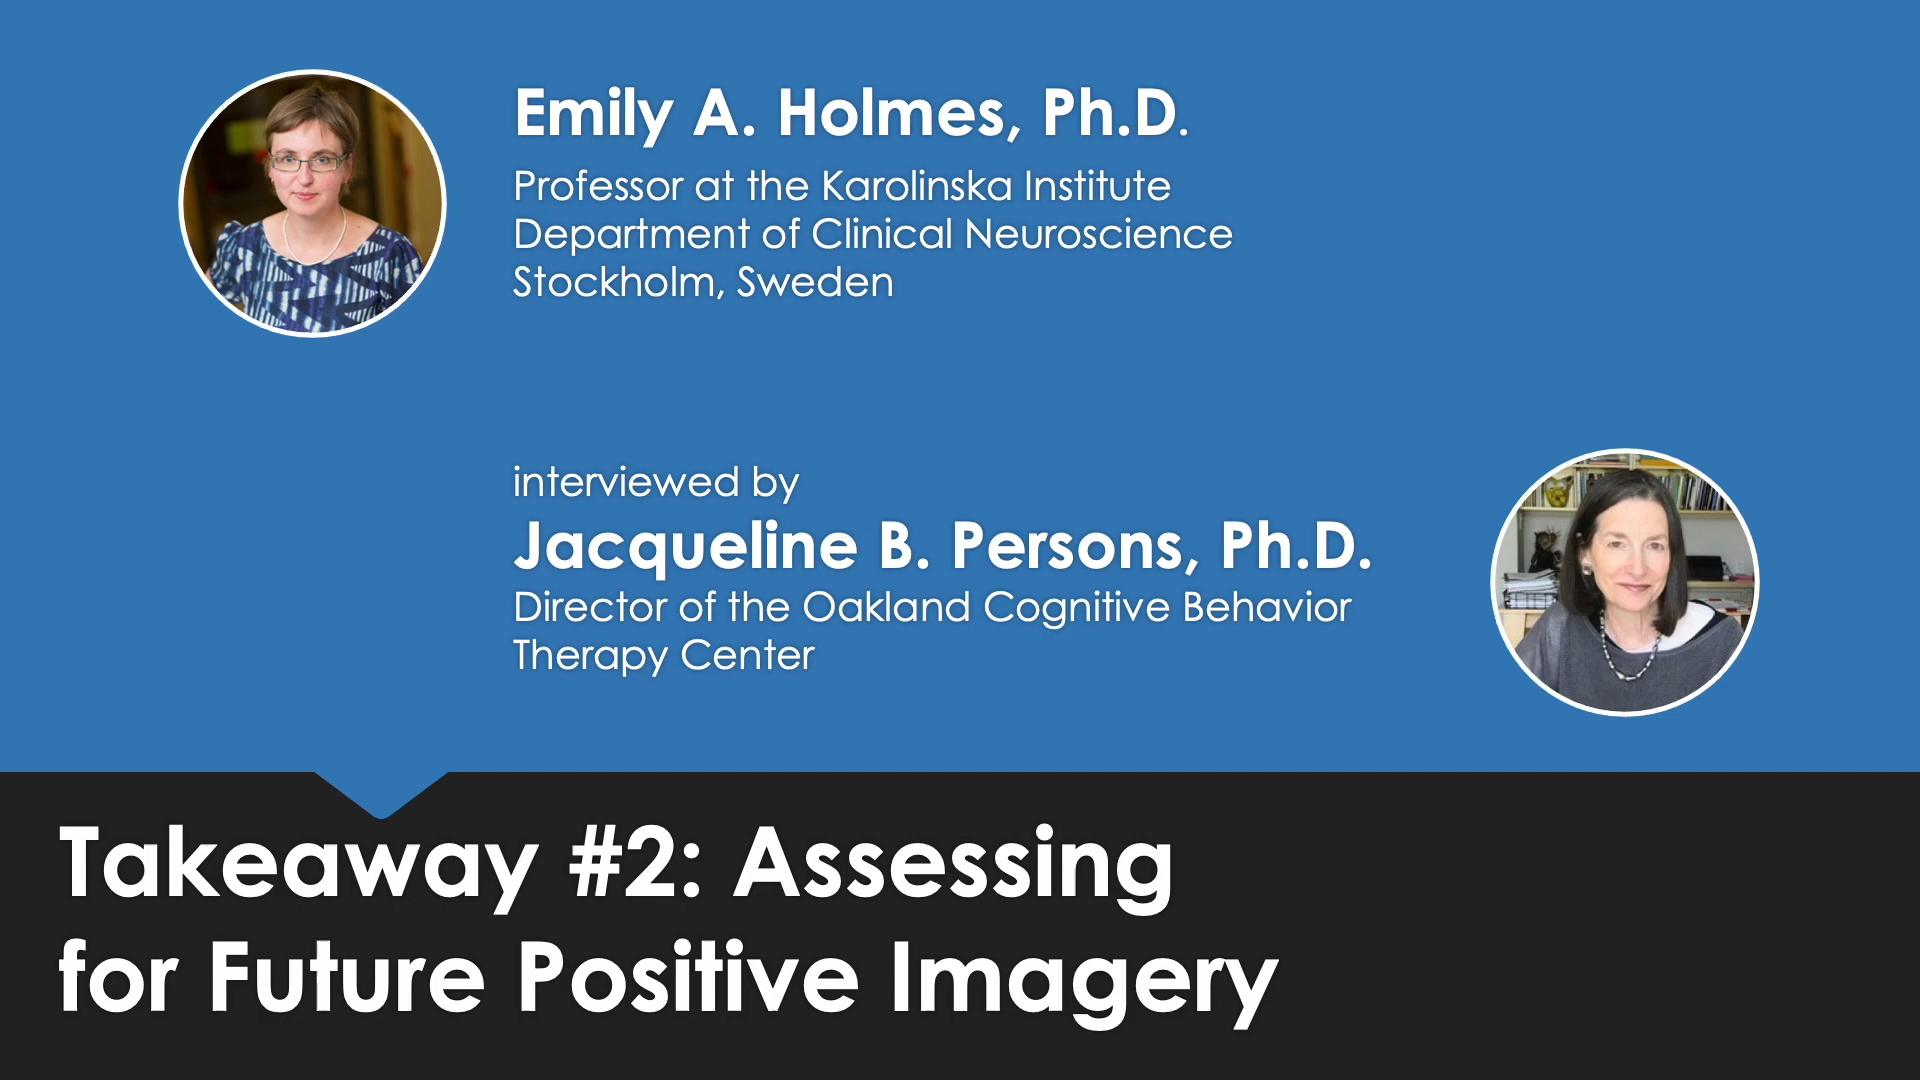 Emily A. Holmes, Ph.D.
Professor at the Karolinska Institute
Department of Clinical Neuroscience
Stockholm, Sweden
interviewed by
Jacqueline B. Persons, Ph.D.
Director of the Oakland Cognitive Behavior
Therapy Center
Takeaway #2: Assessing
for Future Positive Imagery